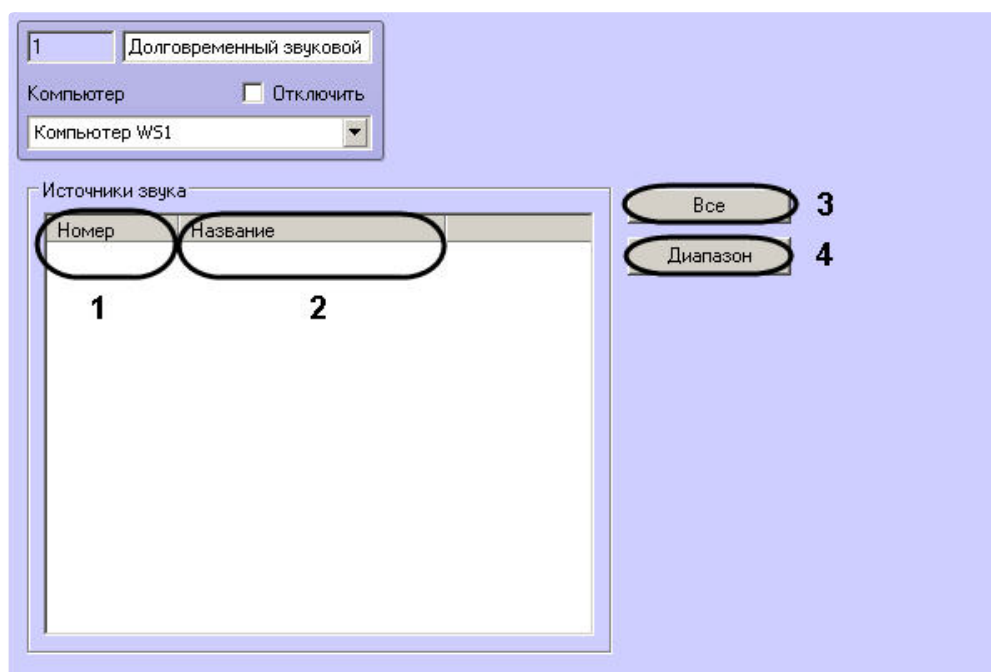 1 Долговременный звуковой
Компьютер Отключить
Компьютер WS1
Источники звука
Все 3
Номер Название
Диапазон 4
1 2